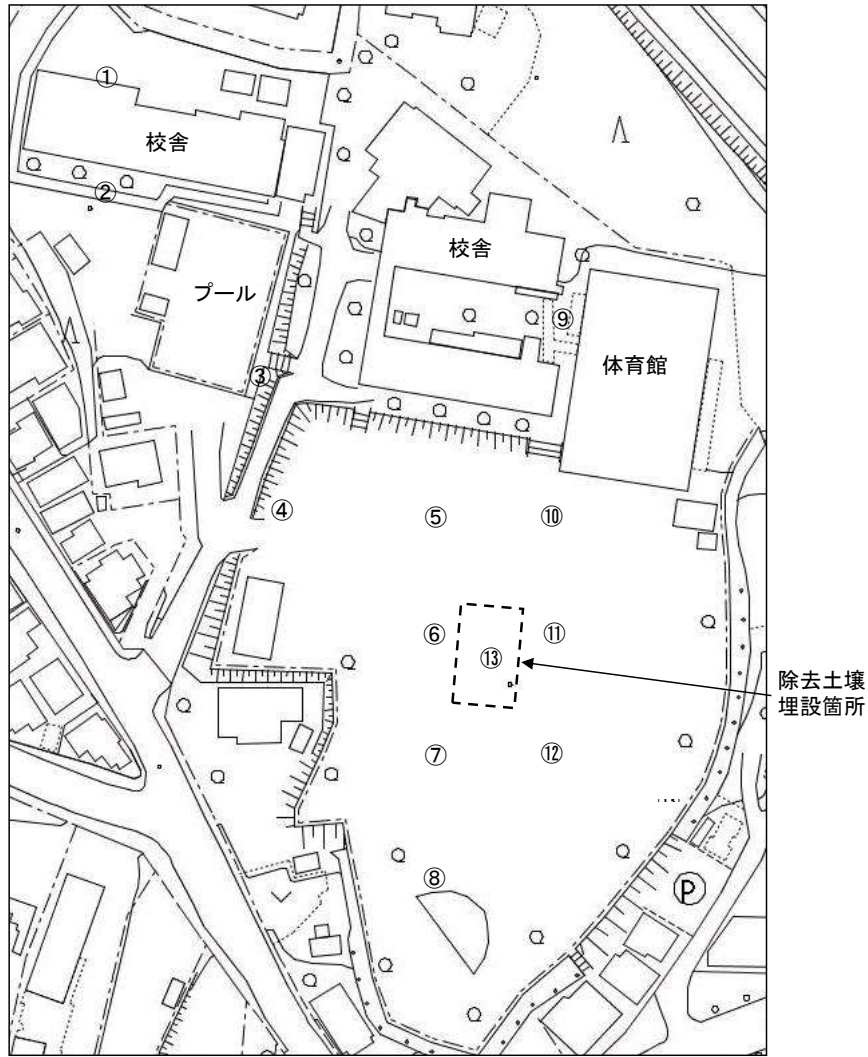 ①
校舎
②
プール
校舎
⑨
体育館
③
④
⑤
⑩
⑥
⑪
⑬
除去土壌
埋設箇所
⑦
⑫
⑧
P